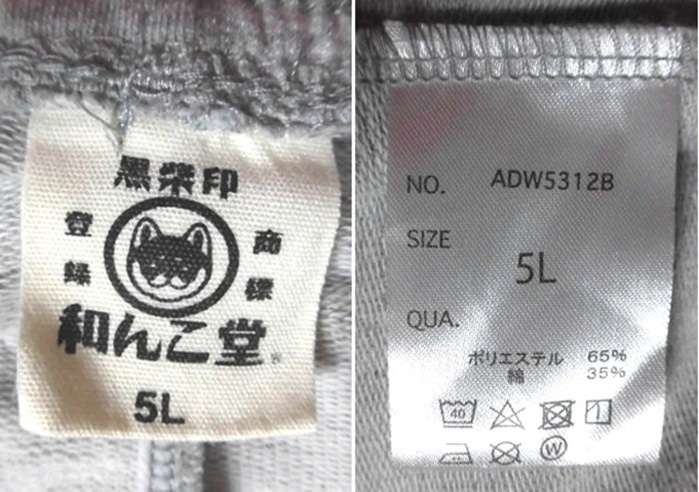 黒柴印
登録
商標
和んこ堂®
5L
NO. ADW5312B
SIZE
5L
QUA.
ポリエステル 65%
綿 35%
40
W